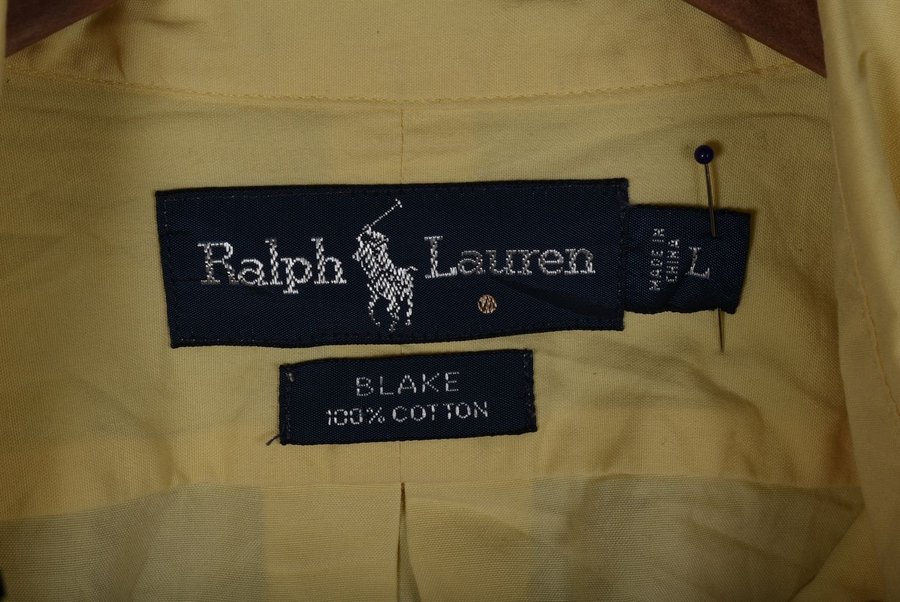 Ralph Lauren
MADE IN
CHINA
L
BLAKE
100% COTTON